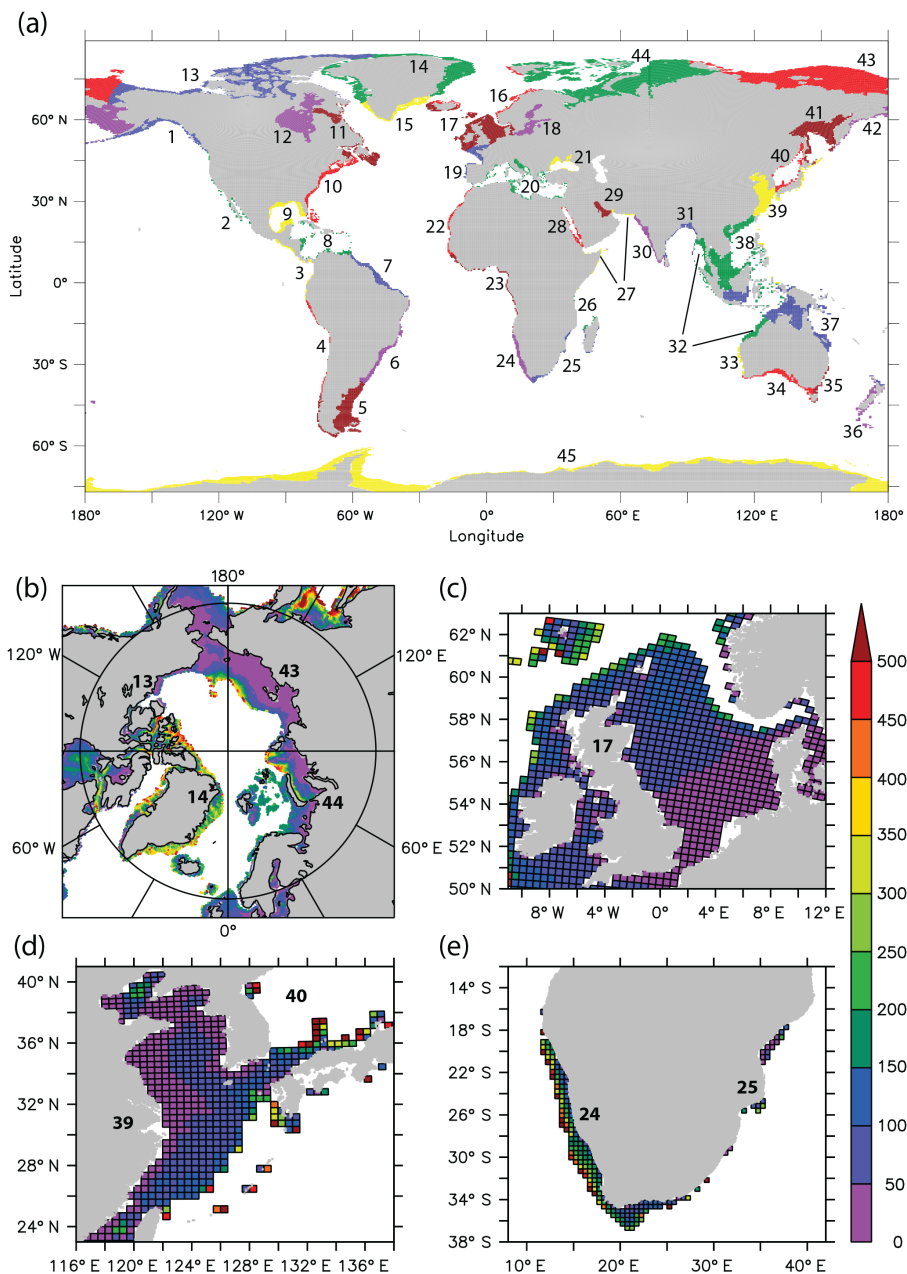 (a)
44
43
13
14
16
60° N
1
12
11
15
17
18
41
42
19
21
40
10
20
30° N
2
9
29
39
28
31
22
8
30
38
Latitude
7
3
23
27
0°
26
37
32
4
6
24
25
33
30° S
34
35
5
36
60° S
45
180°
120° W
60° W
0°
60° E
120° E
180°
Longitude
(b)
180°
120° W
120° E
13
43
14
44
60° W
60° E
0°
(c)
62° N
60° N
58° N
17
56° N
54° N
52° N
50° N
8° W
4° W
0°
4° E
8° E
12° E
500
450
400
350
300
250
200
150
100
50
0
(d)
40° N
40
36° N
32° N
39
28° N
24° N
116° E
120° E
124° E
128° E
132° E
136° E
(e)
14° S
18° S
22° S
25
24
26° S
30° S
34° S
38° S
10° E
20° E
30° E
40° E